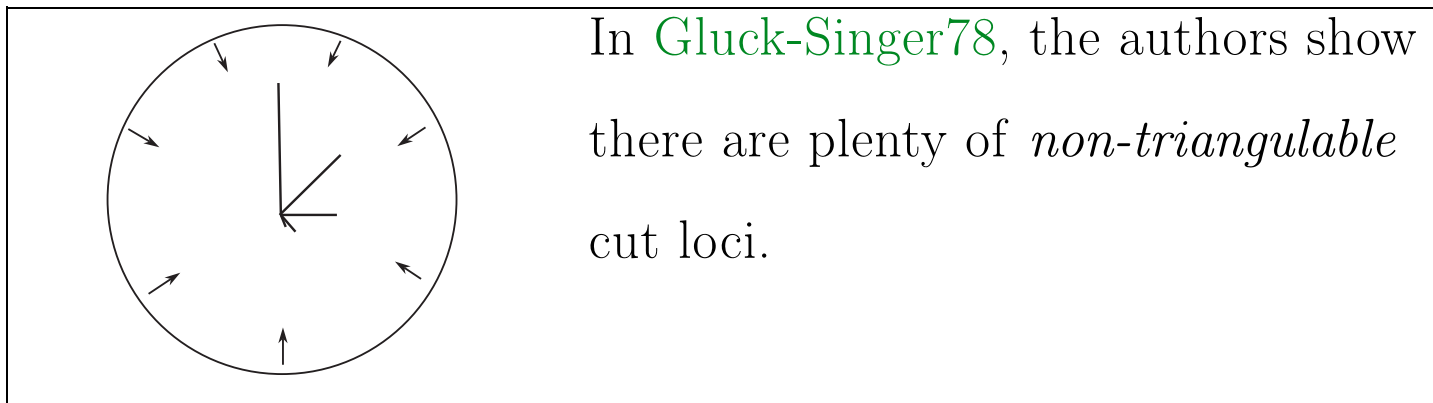 In Gluck-Singer78, the authors show
there are plenty of non-triangulable
cut loci.